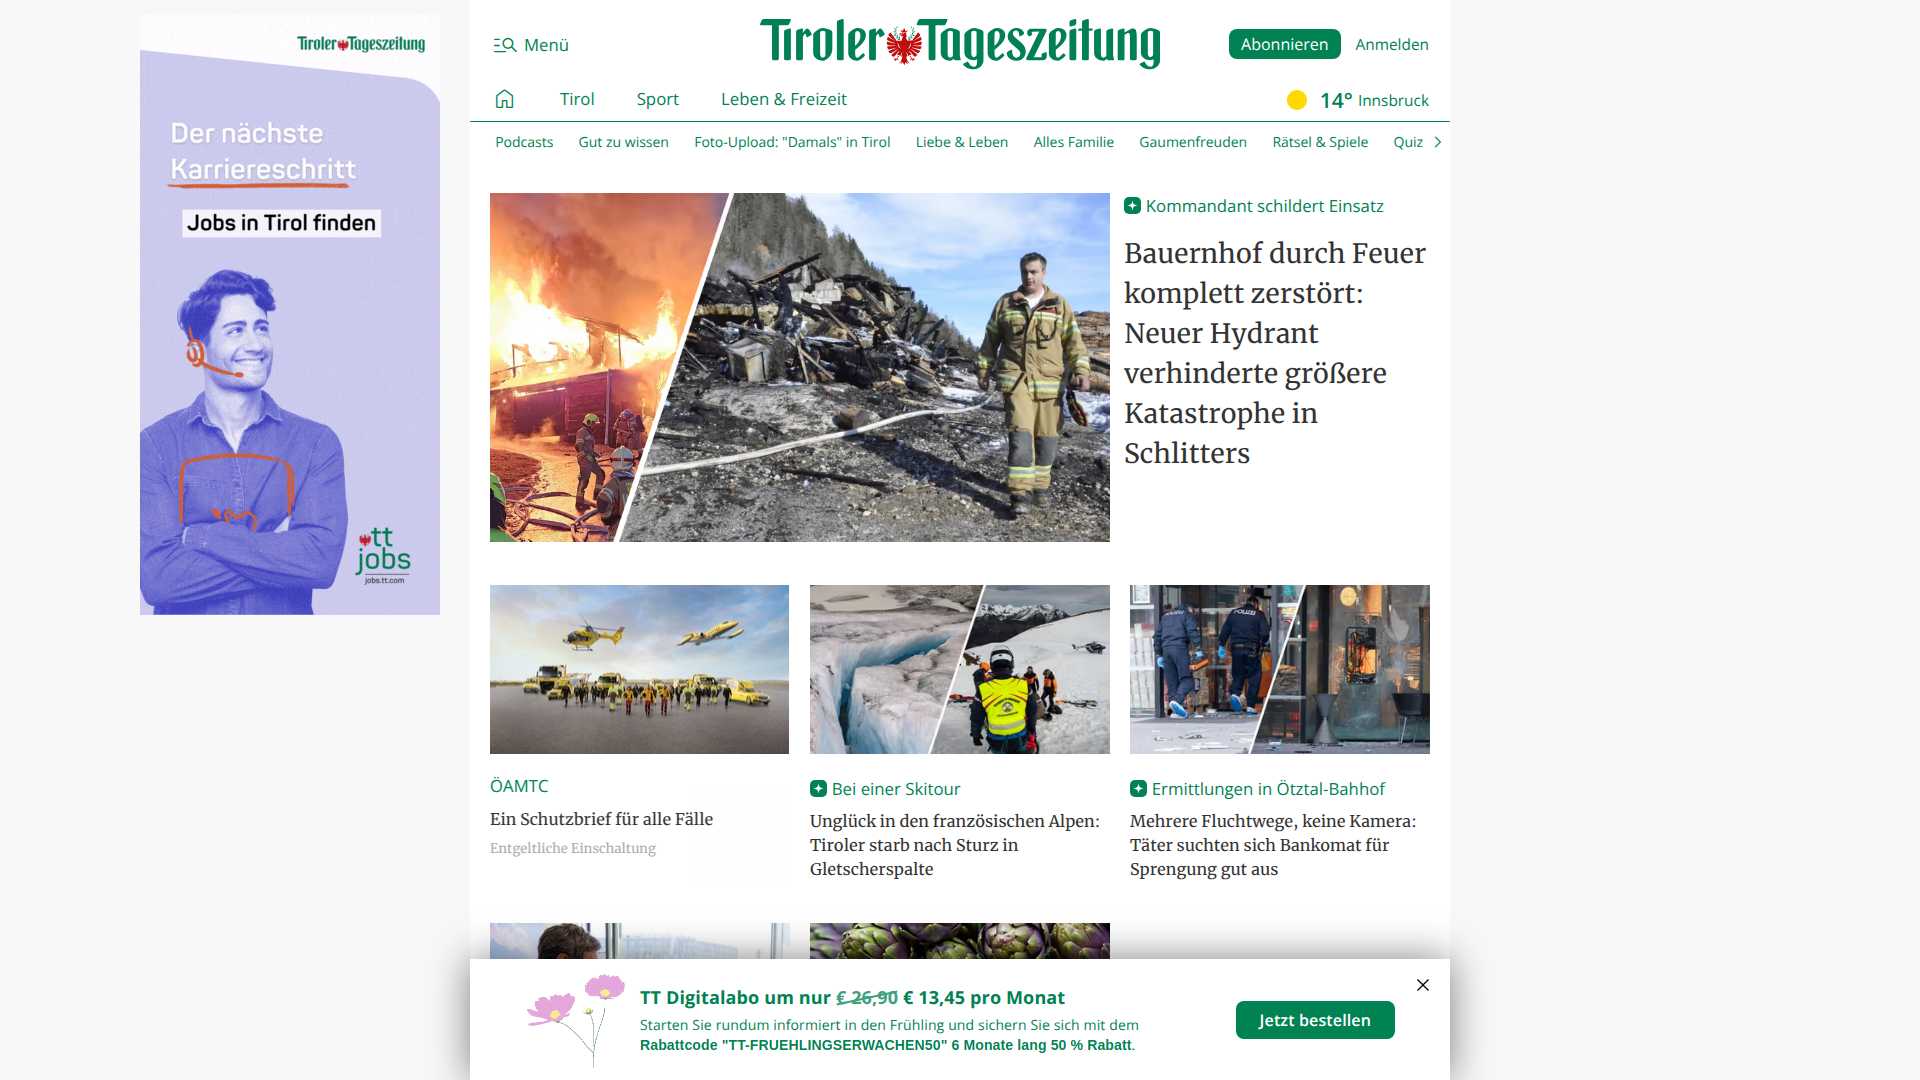 Tiroler Tageszeitung
Der nächste
Karriereschritt
Jobs in Tirol finden
tt
jobs
jobs.tt.com
Menü
Tiroler Tageszeitung
Abonnieren
Anmelden
Tirol
Sport
Leben & Freizeit
14° Innsbruck
Podcasts
Gut zu wissen
Foto-Upload: "Damals" in Tirol
Liebe & Leben
Alles Familie
Gaumenfreuden
Rätsel & Spiele
Quiz
Kommandant schildert Einsatz
Bauernhof durch Feuer
komplett zerstört:
Neuer Hydrant
verhinderte größere
Katastrophe in
Schlitters
ÖAMTC
Ein Schutzbrief für alle Fälle
Entgeltliche Einschaltung
Bei einer Skitour
Unglück in den französischen Alpen:
Tiroler starb nach Sturz in
Gletscherspalte
POLIZEI
Ermittlungen in Ötztal-Bahnhof
Mehrere Fluchtwege, keine Kamera:
Täter suchten sich Bankomat für
Sprengung gut aus
TT Digitalabo um nur € 26,90 € 13,45 pro Monat
Starten Sie rundum informiert in den Frühling und sichern Sie sich mit dem
Rabattcode "TT-FRUEHLINGSERWACHEN50" 6 Monate lang 50 % Rabatt.
Jetzt bestellen